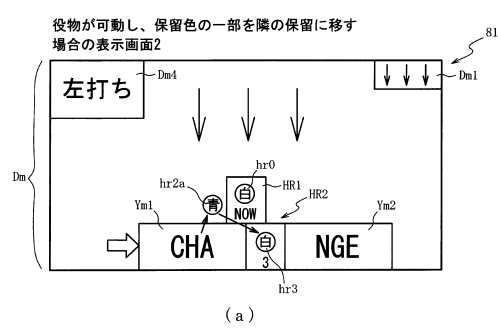 役物が可動し、保留色の一部を隣の保留に移す
場合の表示画面2
81
左打ち
Dm4
Dm1
Dm
hr0
hr2a
白
HR1
HR2
青
NOW
Ym1
Ym2
CHA
白
NGE
3
hr3
(a)